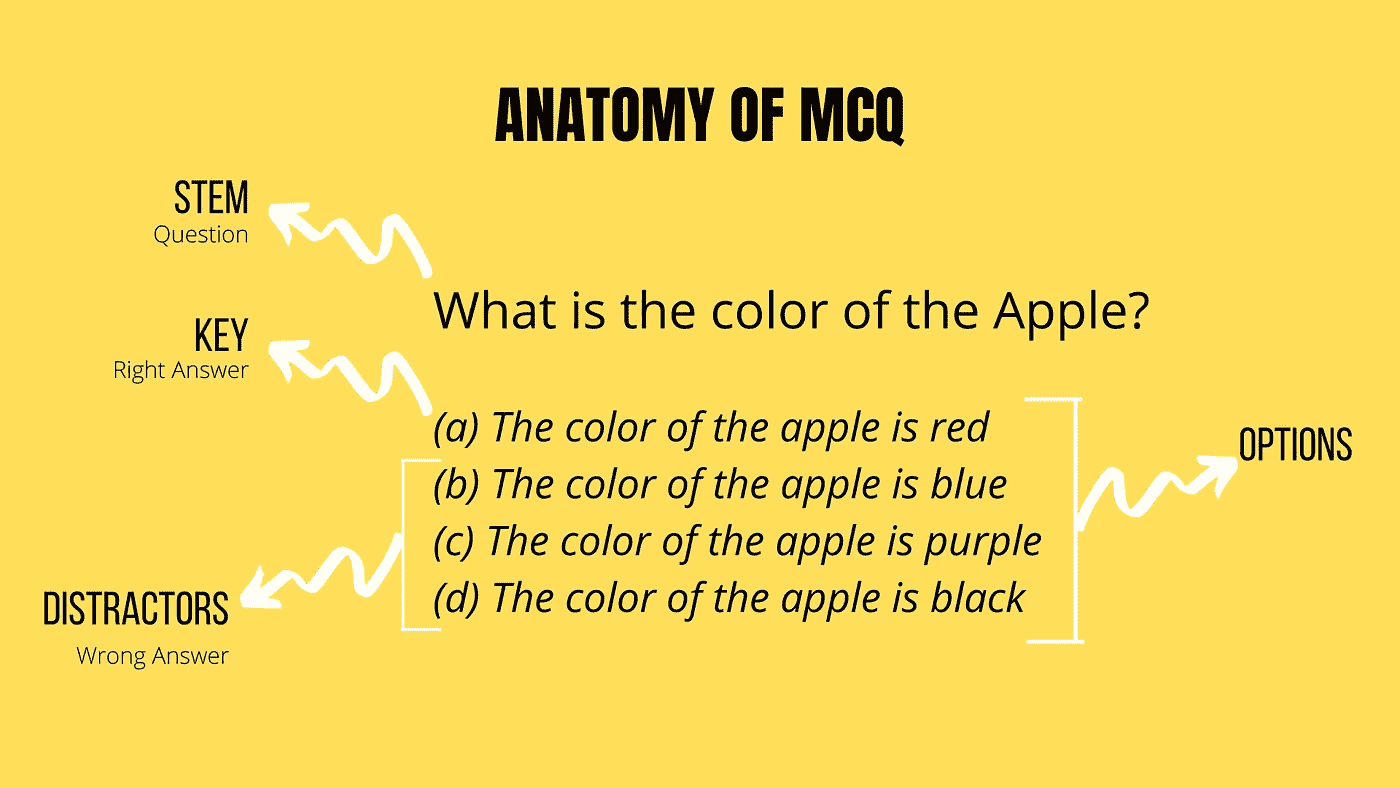 ANATOMY OF MCQ
STEM
Question
What is the color of the Apple?
KEY
Right Answer
(a) The color of the apple is red
(b) The color of the apple is blue
(c) The color of the apple is purple
(d) The color of the apple is black
OPTIONS
DISTRACTORS
Wrong Answer